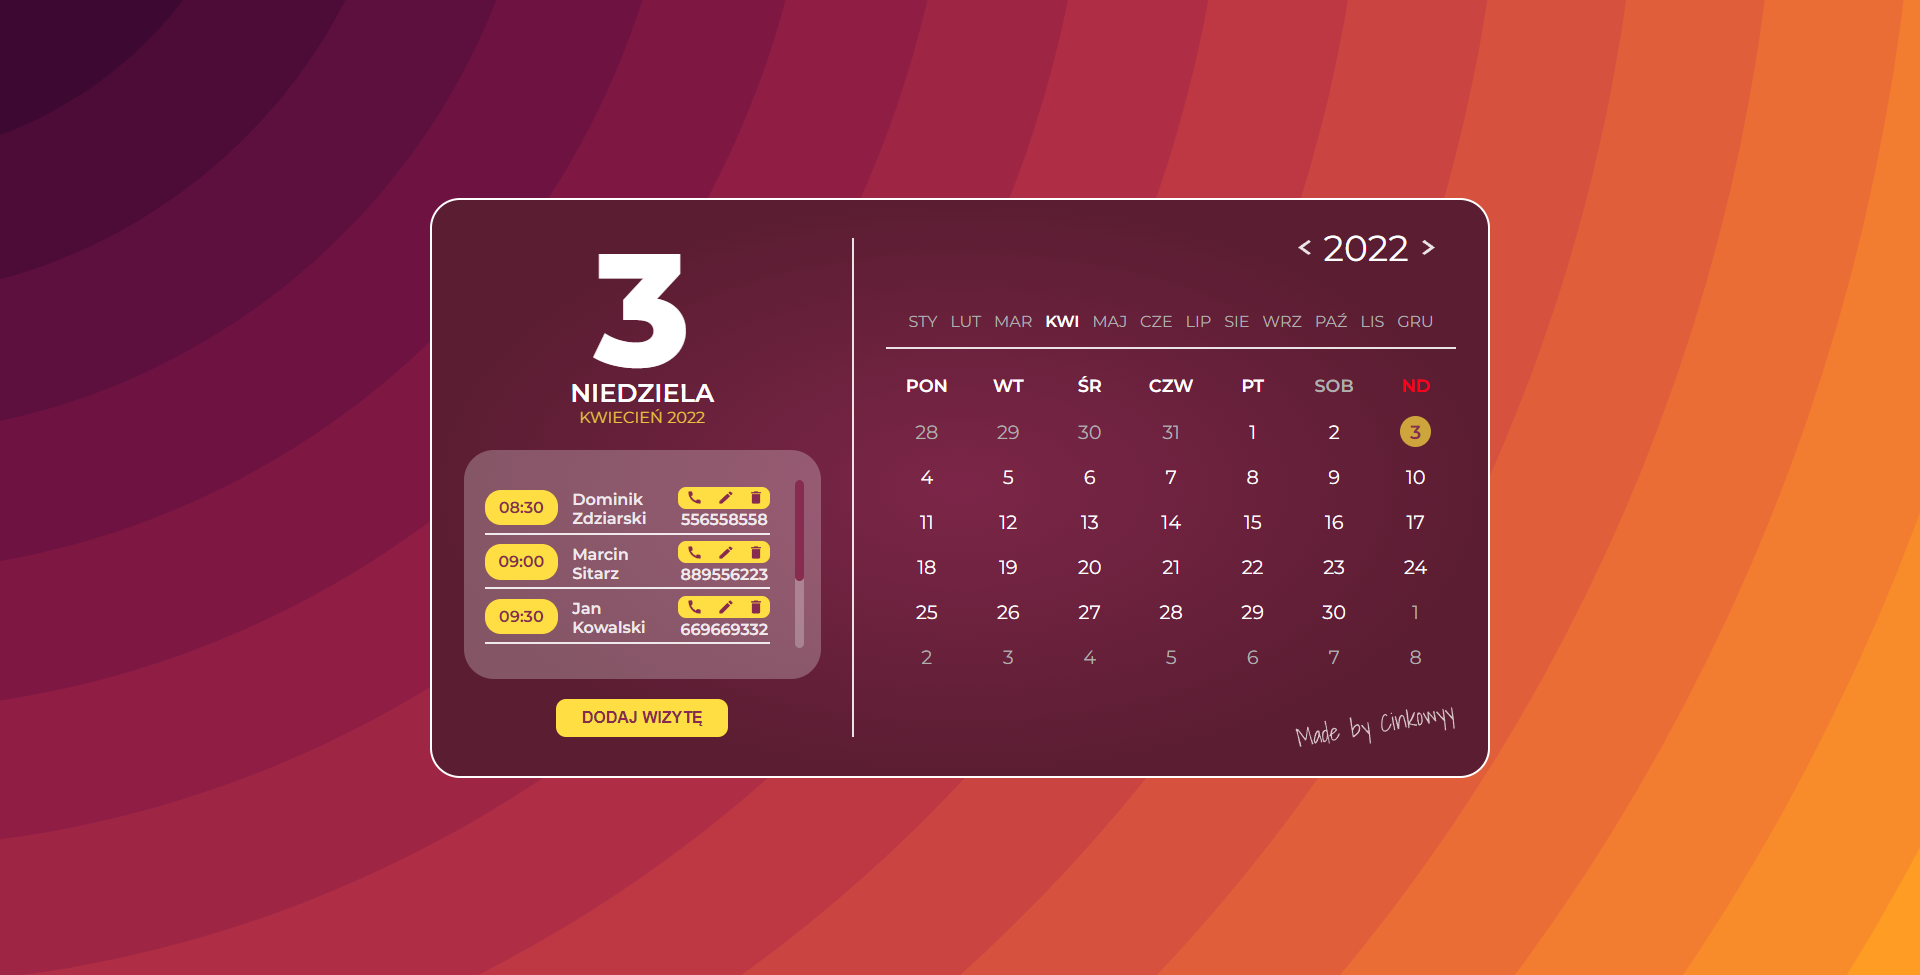 3
NIEDZIELA
KWIECIEŃ 2022
08:30 Dominik Zdziarski 556558558
09:00 Marcin Sitarz 889556223
09:30 Jan Kowalski 669669332
DODAJ WIZYTĘ
< 2022 >
STY LUT MAR KWI MAJ CZE LIP SIE WRZ PAŹ LIS GRU
PON WT ŚR CZW PT SOB ND
28 29 30 31 1 2 3
4 5 6 7 8 9 10
11 12 13 14 15 16 17
18 19 20 21 22 23 24
25 26 27 28 29 30 1
2 3 4 5 6 7 8
Made by Cinkowyy